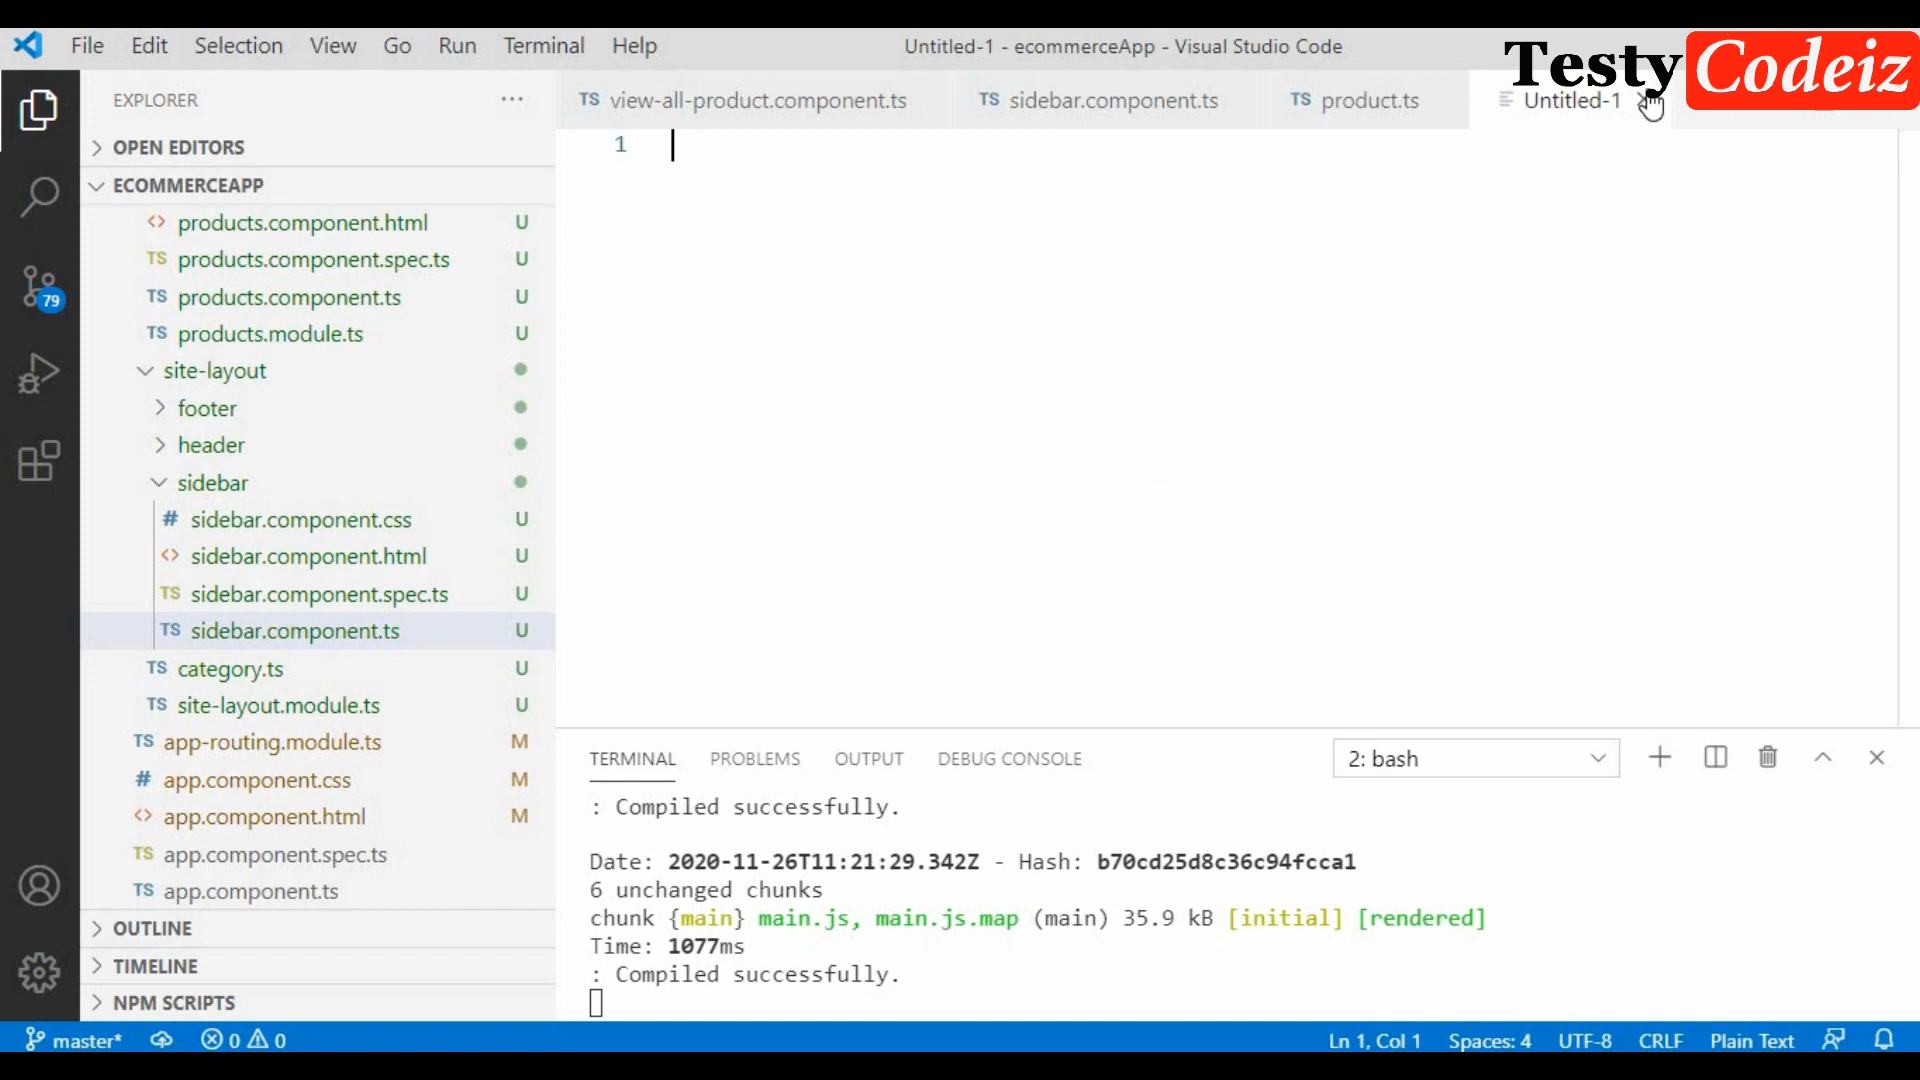 File Edit Selection View Go Run Terminal Help
Untitled-1 - ecommerceApp - Visual Studio Code
Testy Codeiz
EXPLORER
TS view-all-product.component.ts
TS sidebar.component.ts
TS product.ts
Untitled-1
OPEN EDITORS
ECOMMERCEAPP
<> products.component.html U
TS products.component.spec.ts U
TS products.component.ts U
TS products.module.ts U
site-layout
footer
header
sidebar
# sidebar.component.css U
<> sidebar.component.html U
TS sidebar.component.spec.ts U
TS sidebar.component.ts U
TS category.ts U
TS site-layout.module.ts U
TS app-routing.module.ts M
# app.component.css M
<> app.component.html M
TS app.component.spec.ts
TS app.component.ts
OUTLINE
TIMELINE
NPM SCRIPTS
79
1
TERMINAL PROBLEMS OUTPUT DEBUG CONSOLE
2: bash
: Compiled successfully.
Date: 2020-11-26T11:21:29.342Z - Hash: b70cd25d8c36c94fcca1
6 unchanged chunks
chunk {main} main.js, main.js.map (main) 35.9 kB [initial] [rendered]
Time: 1077ms
: Compiled successfully.
master* 0 0
Ln 1, Col 1 Spaces: 4 UTF-8 CRLF Plain Text